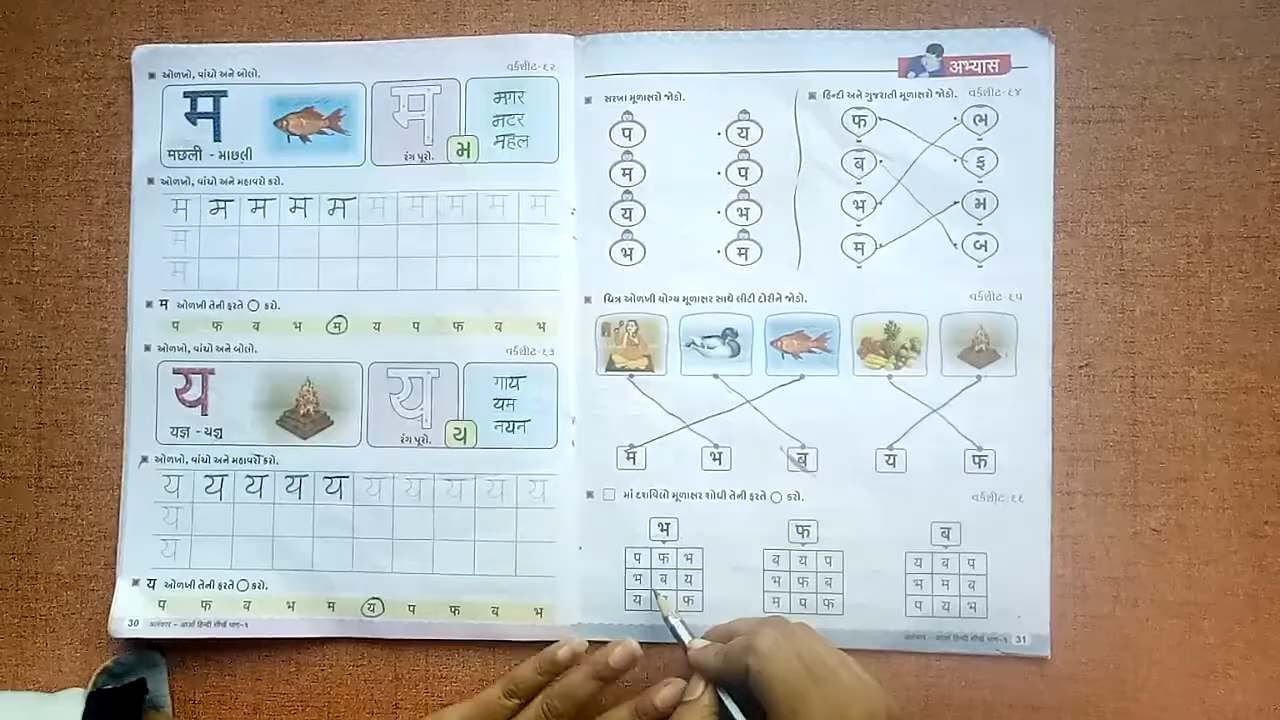 ઓળખો, વાંચો અને બોલો.
વર્કશીટ-૬૨
म
म
मगर
मटर
महल
मछली - માછલી
રંગ પૂરો.
મ
ઓળખો, વાંચો અને મહાવરો કરો.
म म म म म म म म म म
म
म
म ઓળખી તેની ફરતે ○ કરો.
प फ ब भ म य प फ ब भ
ઓળખો, વાંચો અને બોલો.
વર્કશીટ-૬૩
य
य
गाय
यम
नयन
यज्ञ - યજ્ઞ
રંગ પૂરો.
ય
ઓળખો, વાંચો અને મહાવરો કરો.
य य य य य य य य य य
य
य
य ઓળખી તેની ફરતે ○ કરો.
प फ ब भ म य प फ ब भ
30
अभ्यास
સરખા મૂળાક્ષરો જોડો.
प य
म प
य भ
भ म
હિન્દી અને ગુજરાતી મૂળાક્ષરો જોડો.
વર્કશીટ-૬૪
फ ભ
ब ફ
भ મ
म બ
ચિત્ર ઓળખી યોગ્ય મૂળાક્ષર સાથે લીટી દોરીને જોડો.
વર્કશીટ-૬૫
म भ ब य फ
□ માં દર્શાવેલો મૂળાક્ષર શોધી તેની ફરતે ○ કરો.
વર્કશીટ-૬૬
भ
प फ भ
भ ब य
य फ
फ
ब य प
भ फ ब
म प फ
ब
य ब प
भ म ब
प य भ
31